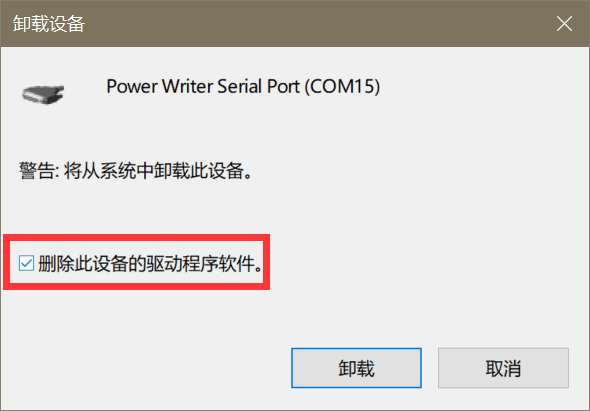 卸载设备
Power Writer Serial Port (COM15)
警告: 将从系统中卸载此设备。
删除此设备的驱动程序软件。
卸载
取消